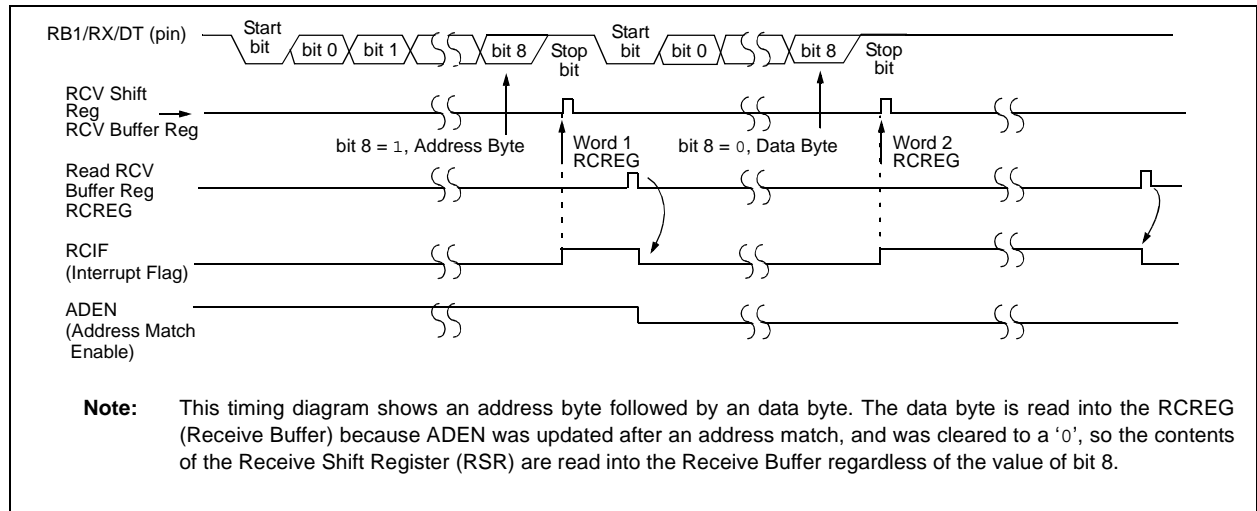 RB1/RX/DT (pin)
Start
bit
bit 0
bit 1
bit 8
Stop
bit
Start
bit
bit 0
bit 8
Stop
bit
RCV Shift
Reg
RCV Buffer Reg
bit 8 = 1, Address Byte
Word 1
RCREG
bit 8 = 0, Data Byte
Word 2
RCREG
Read RCV
Buffer Reg
RCREG
RCIF
(Interrupt Flag)
ADEN
(Address Match
Enable)
Note: This timing diagram shows an address byte followed by an data byte. The data byte is read into the RCREG
(Receive Buffer) because ADEN was updated after an address match, and was cleared to a ‘0’, so the contents
of the Receive Shift Register (RSR) are read into the Receive Buffer regardless of the value of bit 8.